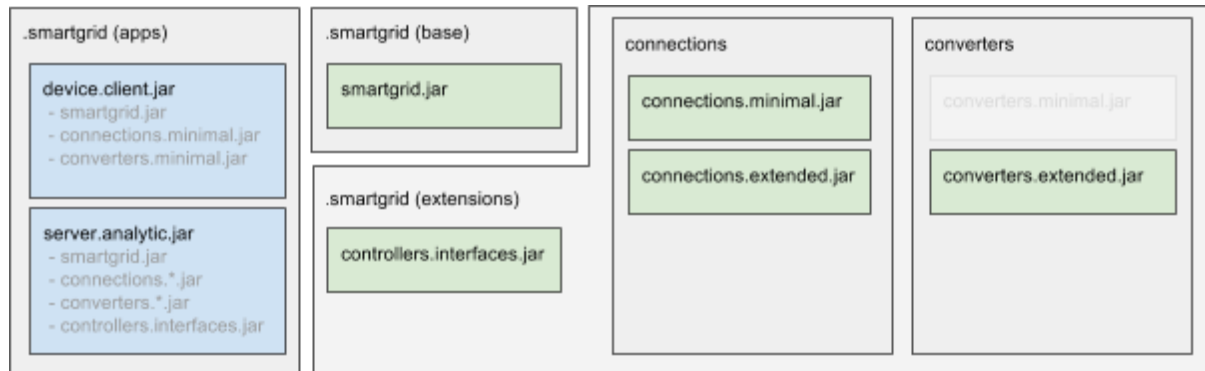 .smartgrid (apps)
device.client.jar
- smartgrid.jar
- connections.minimal.jar
- converters.minimal.jar
server.analytic.jar
- smartgrid.jar
- connections.*.jar
- converters.*.jar
- controllers.interfaces.jar
.smartgrid (base)
smartgrid.jar
.smartgrid (extensions)
controllers.interfaces.jar
connections
connections.minimal.jar
connections.extended.jar
converters
converters.minimal.jar
converters.extended.jar